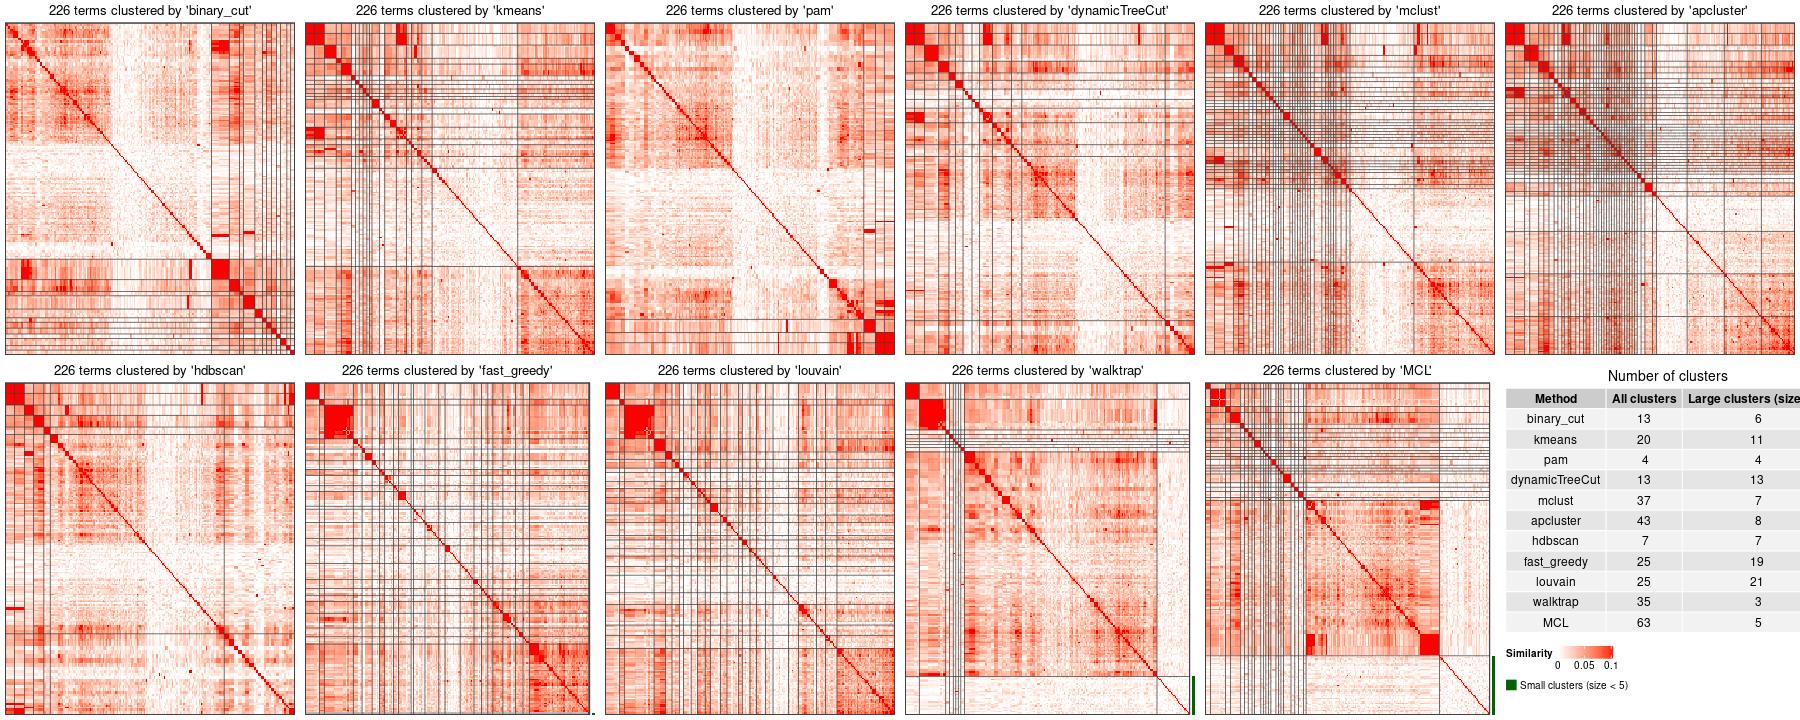 226 terms clustered by 'binary_cut'
226 terms clustered by 'kmeans'
226 terms clustered by 'pam'
226 terms clustered by 'dynamicTreeCut'
226 terms clustered by 'mclust'
226 terms clustered by 'apcluster'
226 terms clustered by 'hdbscan'
226 terms clustered by 'fast_greedy'
226 terms clustered by 'louvain'
226 terms clustered by 'walktrap'
226 terms clustered by 'MCL'
Number of clusters
Method All clusters Large clusters (size
binary_cut 13 6
kmeans 20 11
pam 4 4
dynamicTreeCut 13 13
mclust 37 7
apcluster 43 8
hdbscan 7 7
fast_greedy 25 19
louvain 25 21
walktrap 35 3
MCL 63 5
Similarity
0 0.05 0.1
Small clusters (size < 5)